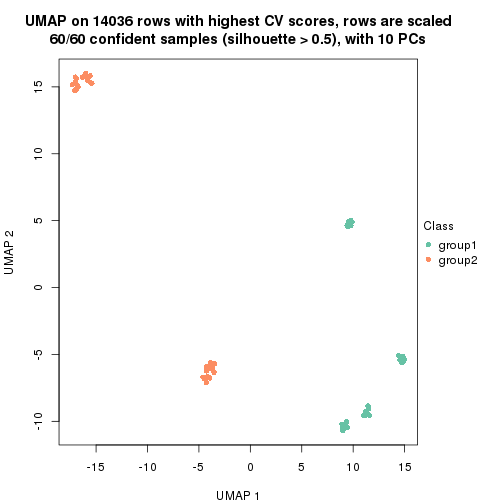 UMAP on 14036 rows with highest CV scores, rows are scaled
60/60 confident samples (silhouette > 0.5), with 10 PCs
15
10
5
0
-5
-10
UMAP 2
-15
-10
-5
0
5
10
15
UMAP 1
Class
group1
group2